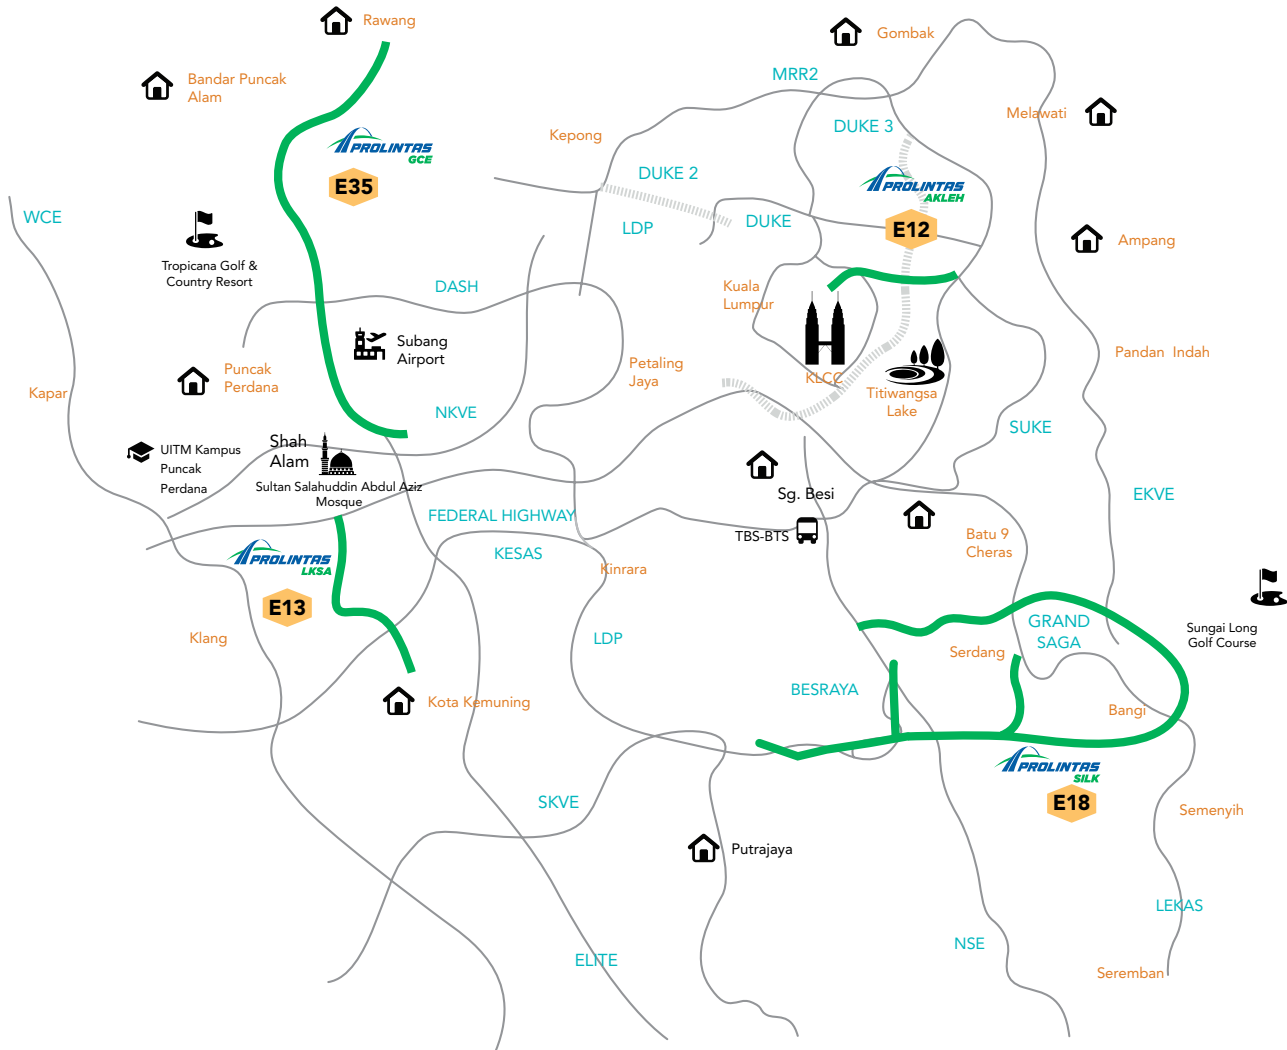 Rawang
Gombak
MRR2
Bandar Puncak
Alam
Melawati
DUKE 3
Kepong
PROLINTAS
GCE
DUKE 2
E35
PROLINTAS
AKLEH
WCE
LDP
DUKE
E12
Ampang
Tropicana Golf &
Country Resort
DASH
Kuala
Lumpur
Subang
Airport
Pandan Indah
Puncak
Perdana
Petaling
Jaya
KLCC
Kapar
Titiwangsa
Lake
NKVE
SUKE
UITM Kampus
Puncak
Perdana
Shah
Alam
Sultan Salahuddin Abdul Aziz
Mosque
Sg. Besi
EKVE
FEDERAL HIGHWAY
TBS-BTS
Batu 9
Cheras
KESAS
PROLINTAS
LKSA
Kinrara
E13
Klang
LDP
GRAND
SAGA
Sungai Long
Golf Course
Serdang
BESRAYA
Kota Kemuning
Bangi
PROLINTAS
SILK
E18
SKVE
Semenyih
Putrajaya
LEKAS
NSE
ELITE
Seremban